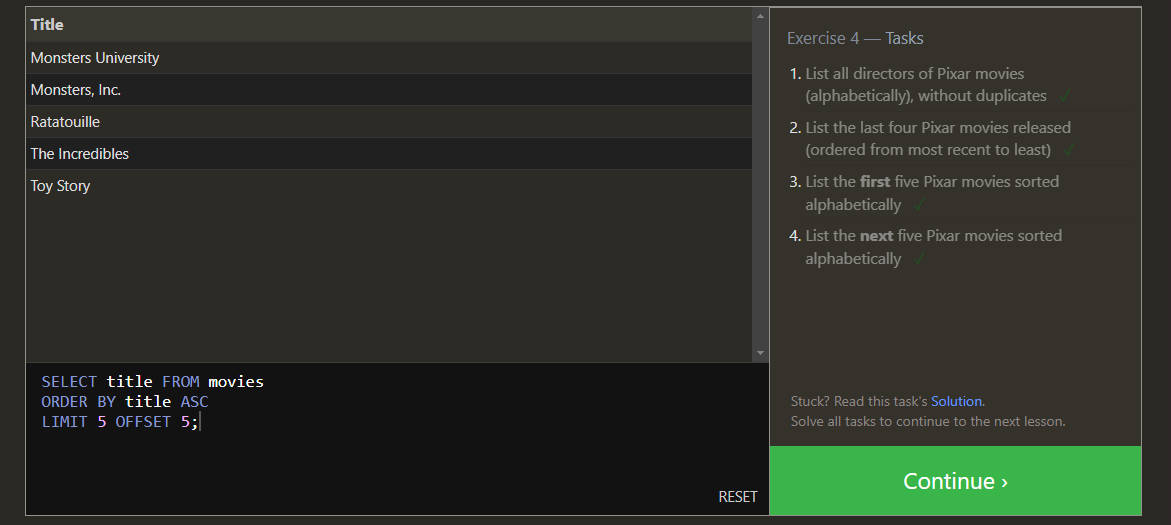 Title
Monsters University
Monsters, Inc.
Ratatouille
The Incredibles
Toy Story
SELECT title FROM movies
ORDER BY title ASC
LIMIT 5 OFFSET 5;
RESET
Exercise 4 — Tasks
1. List all directors of Pixar movies
(alphabetically), without duplicates ✓
2. List the last four Pixar movies released
(ordered from most recent to least) ✓
3. List the first five Pixar movies sorted
alphabetically ✓
4. List the next five Pixar movies sorted
alphabetically ✓
Stuck? Read this task's Solution.
Solve all tasks to continue to the next lesson.
Continue ›